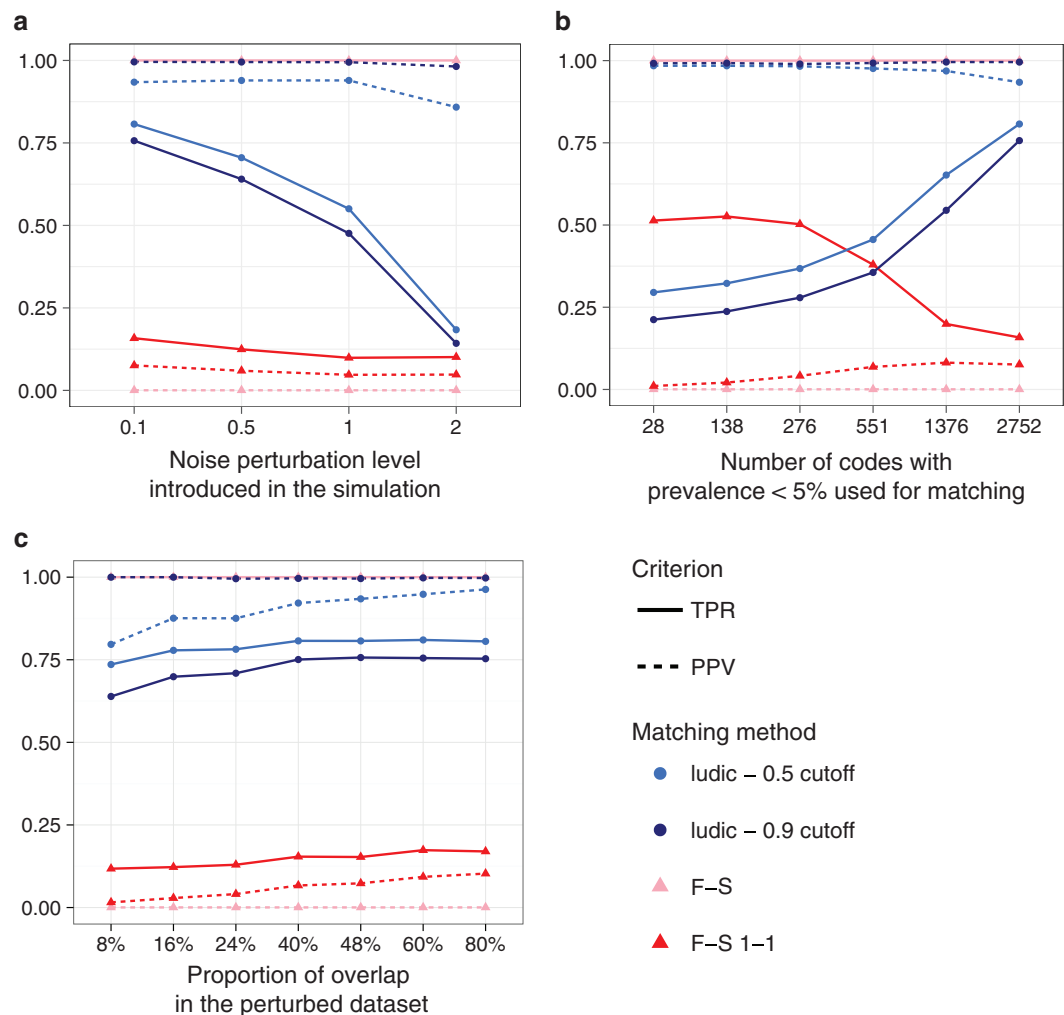 a
1.00
0.75
0.50
0.25
0.00
0.1 0.5 1 2
Noise perturbation level
introduced in the simulation
b
1.00
0.75
0.50
0.25
0.00
28 138 276 551 1376 2752
Number of codes with
prevalence < 5% used for matching
c
1.00
0.75
0.50
0.25
0.00
8% 16% 24% 40% 48% 60% 80%
Proportion of overlap
in the perturbed dataset
Criterion
TPR
PPV
Matching method
ludic – 0.5 cutoff
ludic – 0.9 cutoff
F–S
F–S 1–1